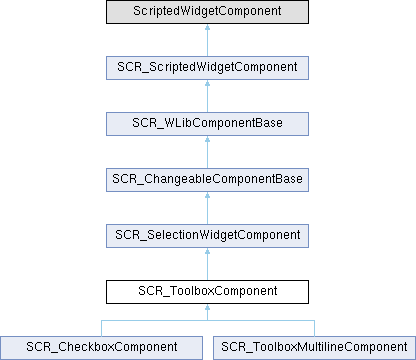 ScriptedWidgetComponent
SCR_ScriptedWidgetComponent
SCR_WLibComponentBase
SCR_ChangeableComponentBase
SCR_SelectionWidgetComponent
SCR_ToolboxComponent
SCR_CheckboxComponent
SCR_ToolboxMultilineComponent